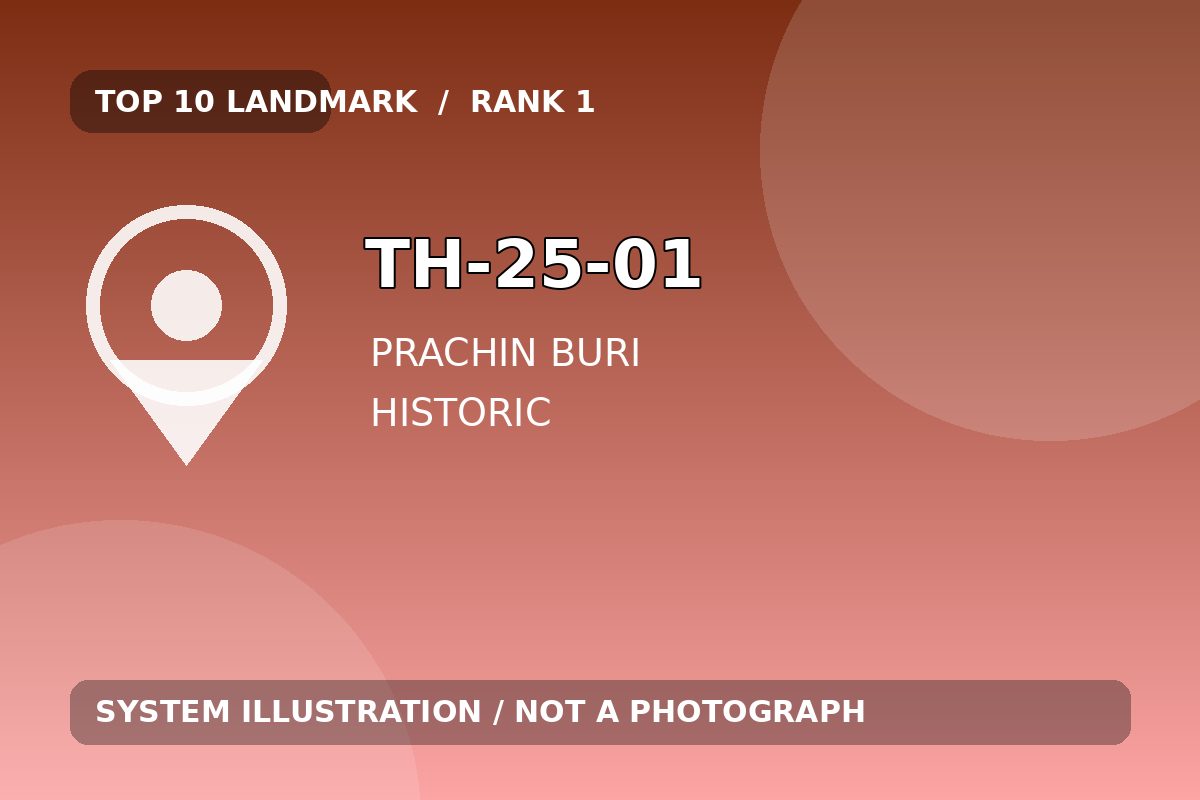 TOP 10 LANDMARK / RANK 1
TH-25-01
PRACHIN BURI
HISTORIC
SYSTEM ILLUSTRATION / NOT A PHOTOGRAPH